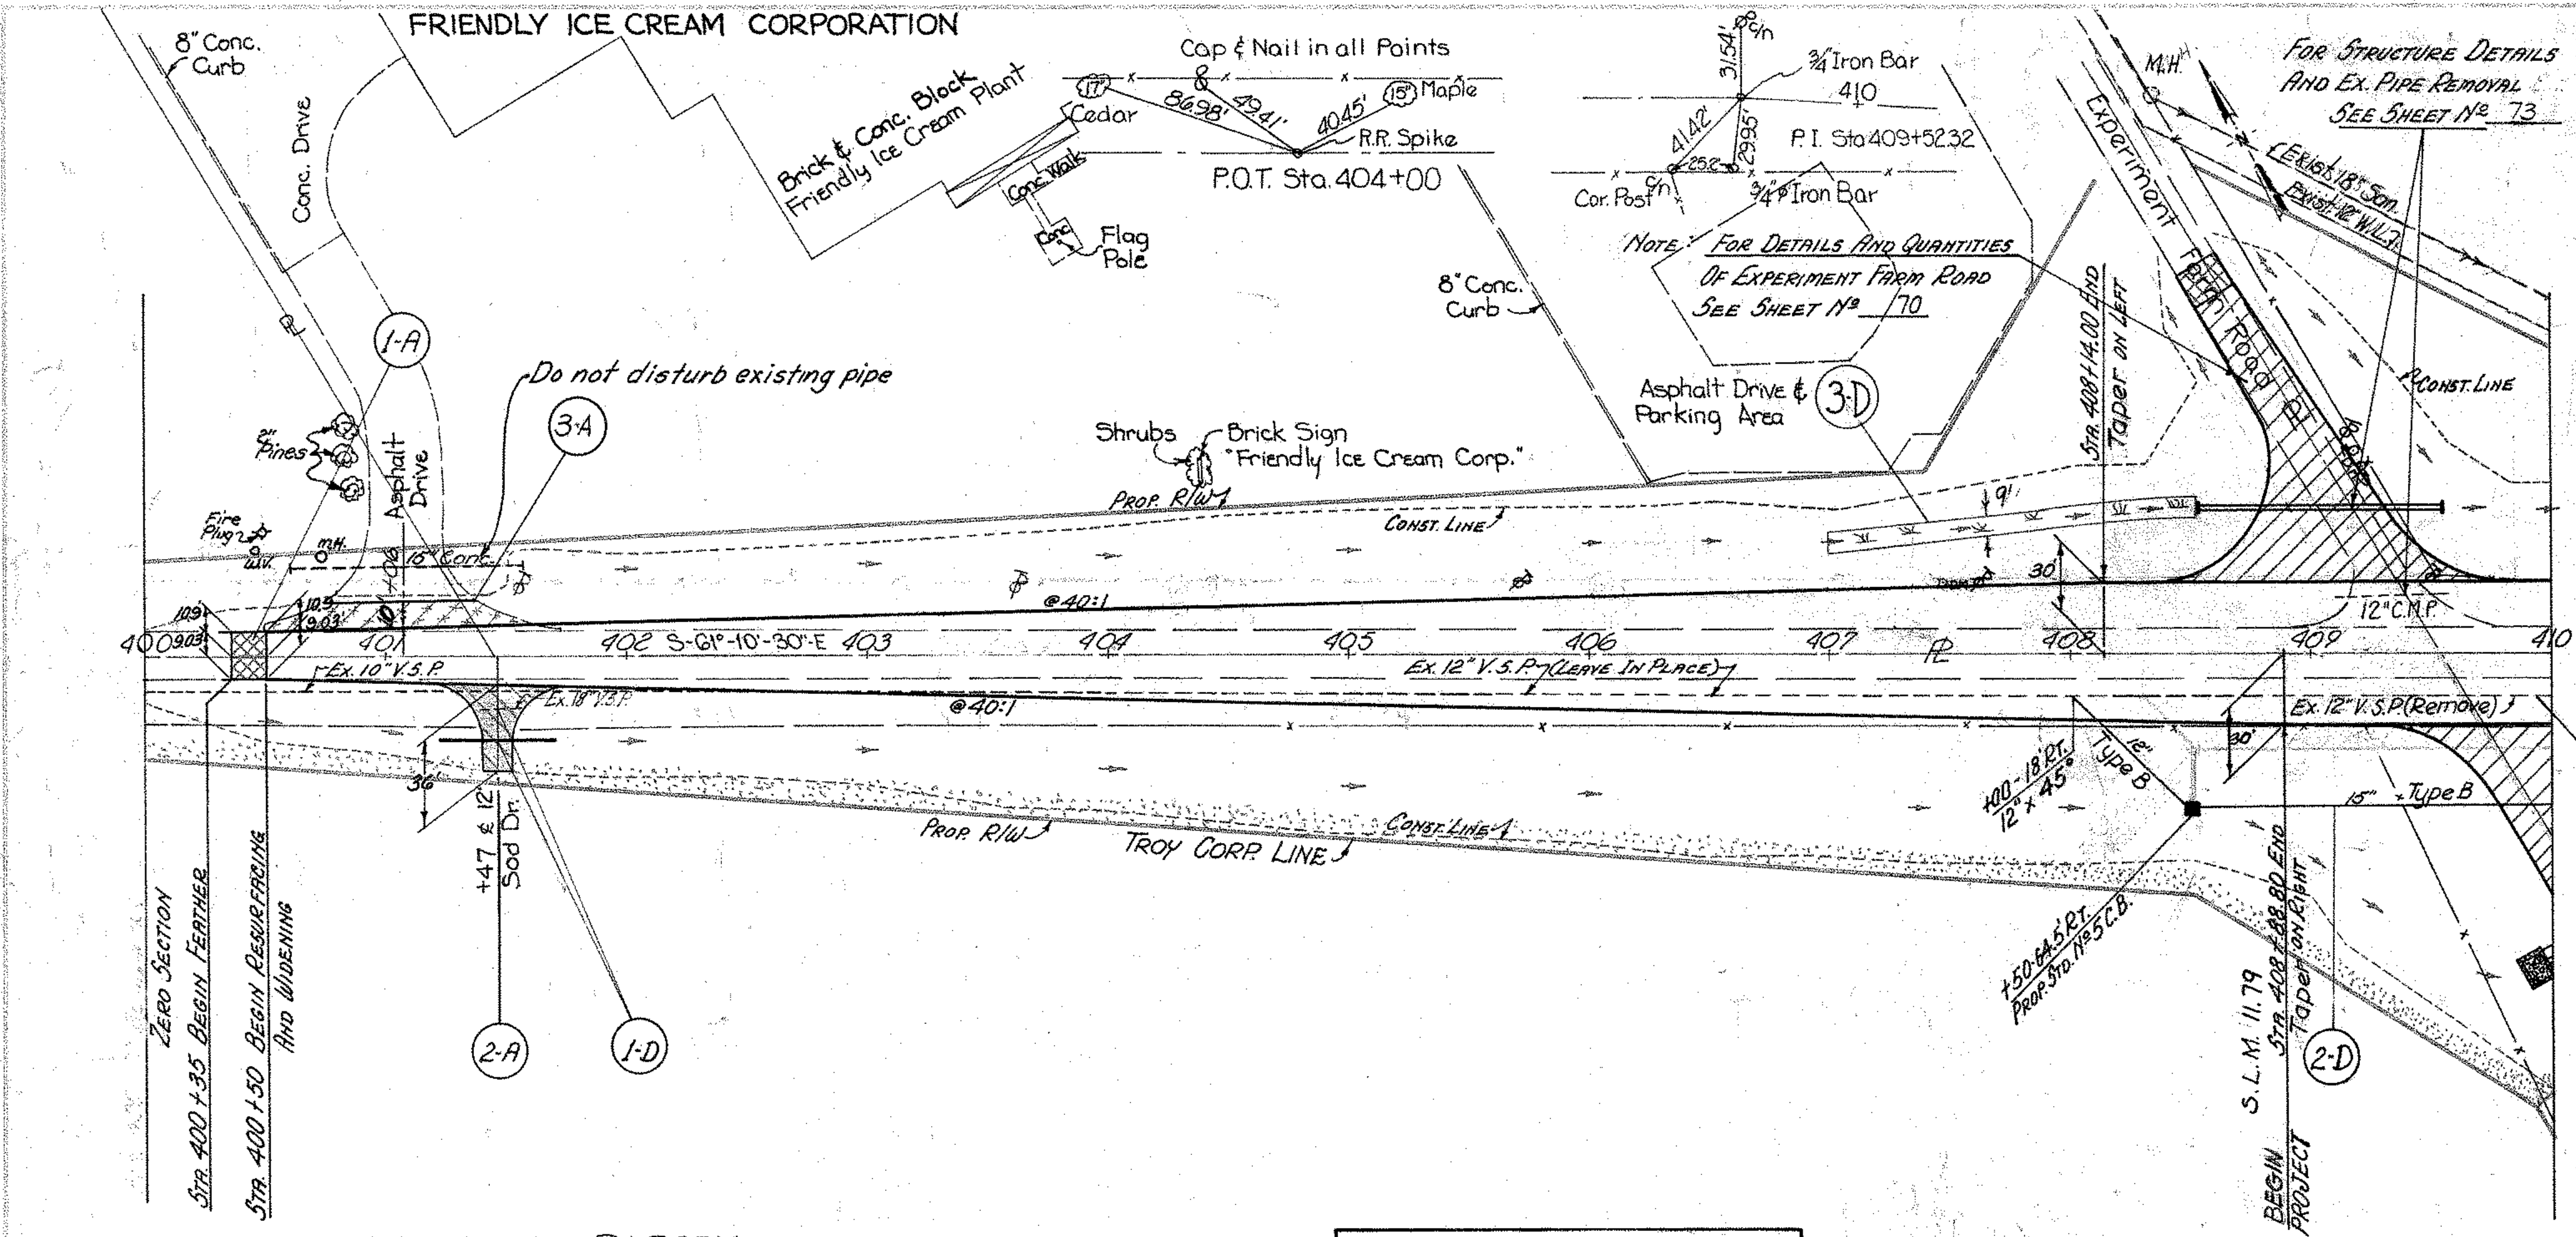 FRIENDLY ICE CREAM CORPORATION
8" Conc.
Curb
Conc. Drive
Brick & Conc. Block
Friendly Ice Cream Plant
Conc. Walk
Conc
Flag
Pole
Cap & Nail in all Points
17"
Cedar
86.98'
49.41'
40.45'
15"
Maple
R.R. Spike
P.O.T. Sta. 404+00
31.54'
c/n
3/4" Iron Bar
410
41.42'
29.95'
25.2'
P.I. Sta 409+52.32
Cor. Post
c/n
3/4"ø Iron Bar
NOTE: FOR DETAILS AND QUANTITIES
OF EXPERIMENT FARM ROAD
SEE SHEET Nº 70
8" Conc.
Curb
M.H.
FOR STRUCTURE DETAILS
AND EX. PIPE REMOVAL
SEE SHEET Nº 73
Exist. 18" San.
Exist. 12" W.L.
Experiment Farm Road
STA. 408+14.00 END
TAPER ON LEFT
CONST. LINE
1-A
Do not disturb existing pipe
3-A
2"
Pines
Asphalt
Drive
Asphalt Drive &
Parking Area
3-D
Shrubs
Brick Sign
"Friendly Ice Cream Corp."
PROP. R/W
CONST. LINE
9'
Fire
Plug
W.V.
M.H.
15" Conc.
30'
@ 40:1
12" C.M.P.
10.9
9.03'
10.9
9.03'
400
401
402
S-61°-10'-30"-E
403
404
405
406
407
408
409
410
Ex. 10" V.S.P.
Ex. 12" V.S.P. (LEAVE IN PLACE)
Ex. 18" V.S.P.
@ 40:1
Ex. 12" V.S.P. (Remove)
36'
30'
12"
Type B
+00-18' RT.
12" x 45°
15" Type B
+47 ℄ 12'
Sod Dr.
PROP. R/W
CONST. LINE
TROY CORP. LINE
+50-64.5' RT.
PROP. STD. Nº 5 C.B.
ZERO SECTION
STA. 400+35 BEGIN FEATHER
STA. 400+50 BEGIN RESURFACING
AND WIDENING
2-A
1-D
2-D
S.L.M. 11.79
STA. 408+88.80 END
Taper on Right
BEGIN
PROJECT